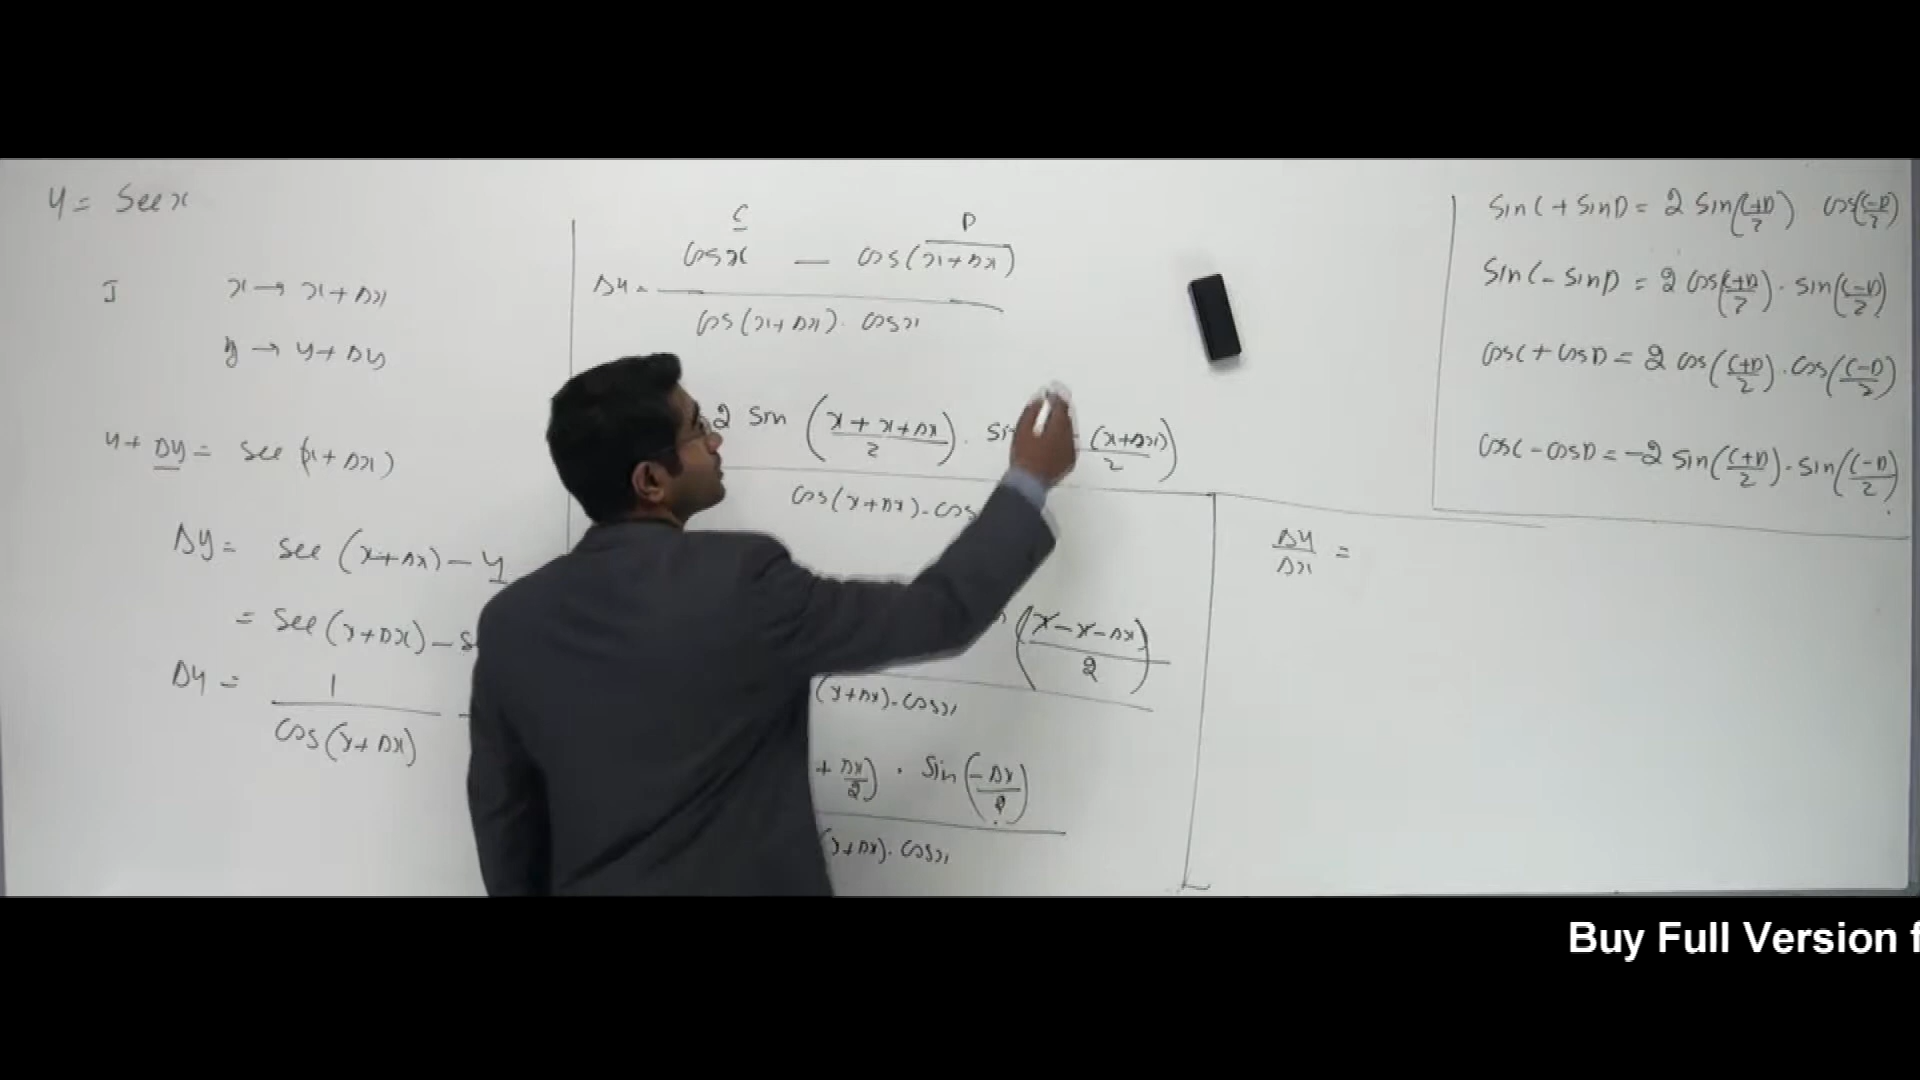 y = Sec x
I x → x + Δx
y → y + Δy
y + Δy = sec (x + Δx)
Δy = sec (x + Δx) – y
= sec (x + Δx) – s
Δy = 1 / cos (x + Δx) –
C D
Δy = cos x — cos (x + Δx) / cos (x + Δx) . cos x
2 sin ( x + x + Δx / 2 ) . si – (x + Δx) / 2 )
cos (x + Δx) . cos
( x – x – Δx / 2 )
(x + Δx) . cos x
+ Δx / 2 ) . sin ( – Δx / 2 )
(x + Δx) . cos x
Δy / Δx =
sin C + sin D = 2 sin ( C+D / 2 ) cos ( C–D / 2 )
sin C – sin D = 2 cos ( C+D / 2 ) . sin ( C–D / 2 )
cos C + cos D = 2 cos ( C+D / 2 ) . cos ( C–D / 2 )
cos C – cos D = –2 sin ( C+D / 2 ) . sin ( C–D / 2 )
Buy Full Version